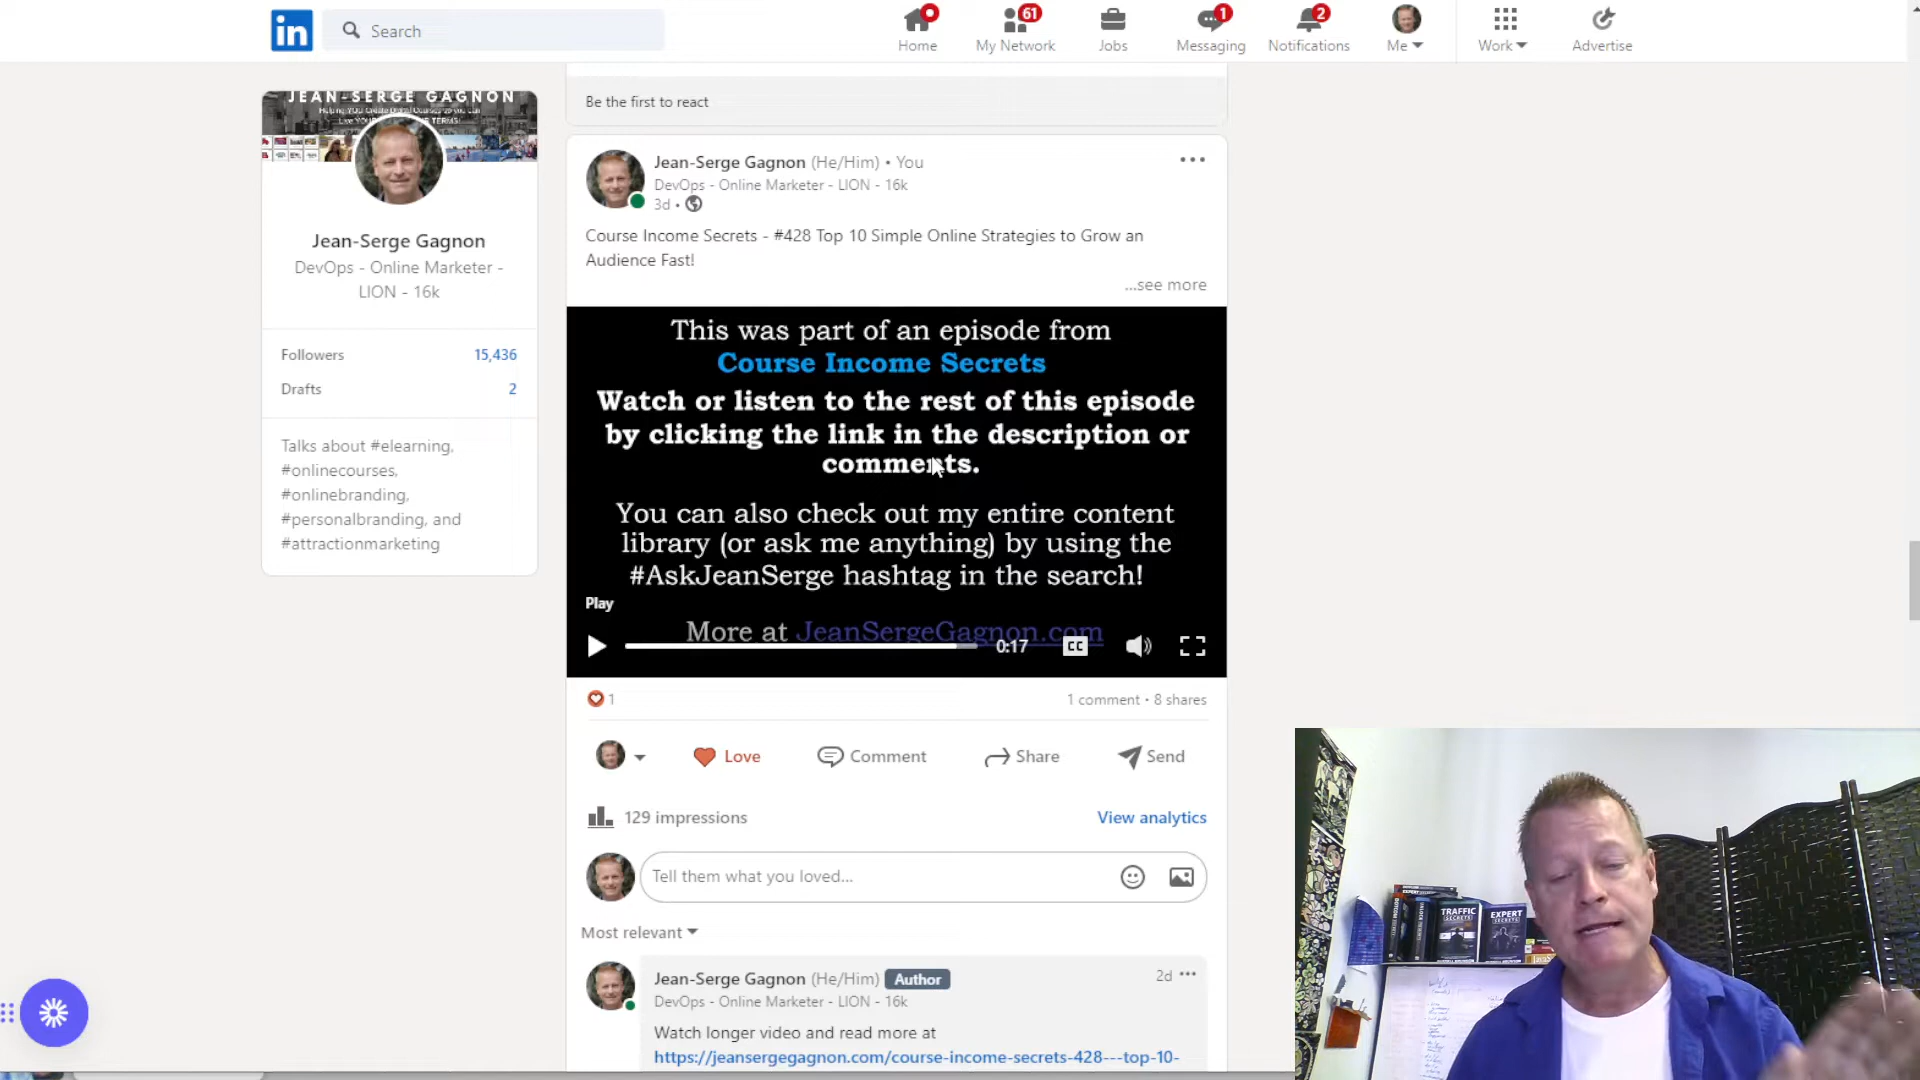 in
Search
Home
61
My Network
Jobs
1
Messaging
2
Notifications
Me
Work
Advertise
JEAN-SERGE GAGNON
Jean-Serge Gagnon
DevOps - Online Marketer -
LION - 16k
Followers 15,436
Drafts 2
Talks about #elearning,
#onlinecourses,
#onlinebranding,
#personalbranding, and
#attractionmarketing
Be the first to react
Jean-Serge Gagnon (He/Him) • You
DevOps - Online Marketer - LION - 16k
3d •
Course Income Secrets - #428 Top 10 Simple Online Strategies to Grow an
Audience Fast!
...see more
This was part of an episode from
Course Income Secrets
Watch or listen to the rest of this episode
by clicking the link in the description or
comments.
You can also check out my entire content
library (or ask me anything) by using the
#AskJeanSerge hashtag in the search!
Play
More at JeanSergeGagnon.com
0:17
CC
1
1 comment • 8 shares
Love
Comment
Share
Send
129 impressions
View analytics
Tell them what you loved...
Most relevant
Jean-Serge Gagnon (He/Him) Author
2d
DevOps - Online Marketer - LION - 16k
Watch longer video and read more at
https://jeansergegagnon.com/course-income-secrets-428---top-10-
TRAFFIC
SECRETS
EXPERT
SECRETS